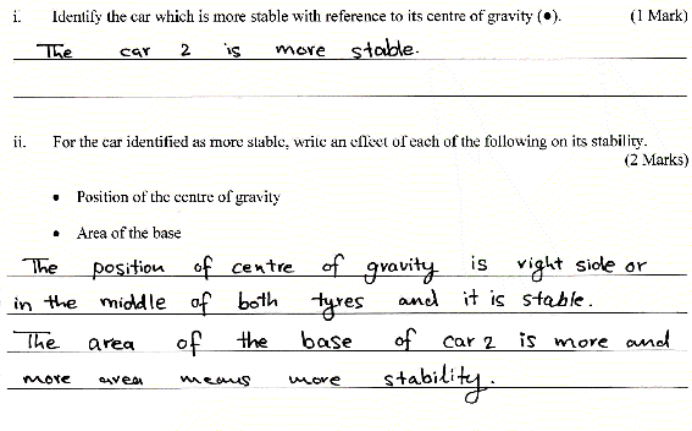 i. Identify the car which is more stable with reference to its centre of gravity (●). (1 Mark)
The car 2 is more stable.
ii. For the car identified as more stable, write an effect of each of the following on its stability.
(2 Marks)
• Position of the centre of gravity
• Area of the base
The position of centre of gravity is right side or
in the middle of both tyres and it is stable.
The area of the base of car 2 is more and
more area means more stability.